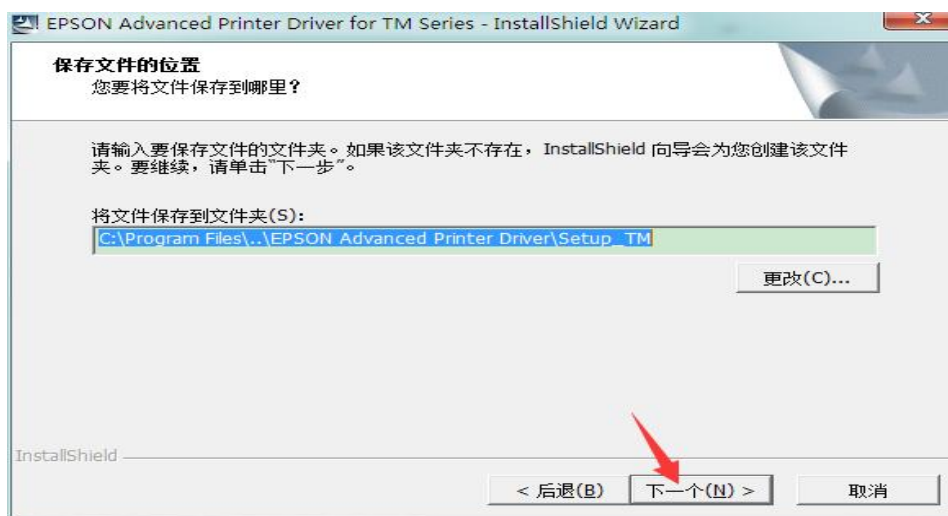 EPSON Advanced Printer Driver for TM Series - InstallShield Wizard
保存文件的位置
您要将文件保存到哪里?
请输入要保存文件的文件夹。如果该文件夹不存在，InstallShield 向导会为您创建该文件
夹。要继续，请单击"下一步"。
将文件保存到文件夹(S):
C:\Program Files\..\EPSON Advanced Printer Driver\Setup_TM
更改(C)...
InstallShield
< 后退(B)
下一个(N) >
取消